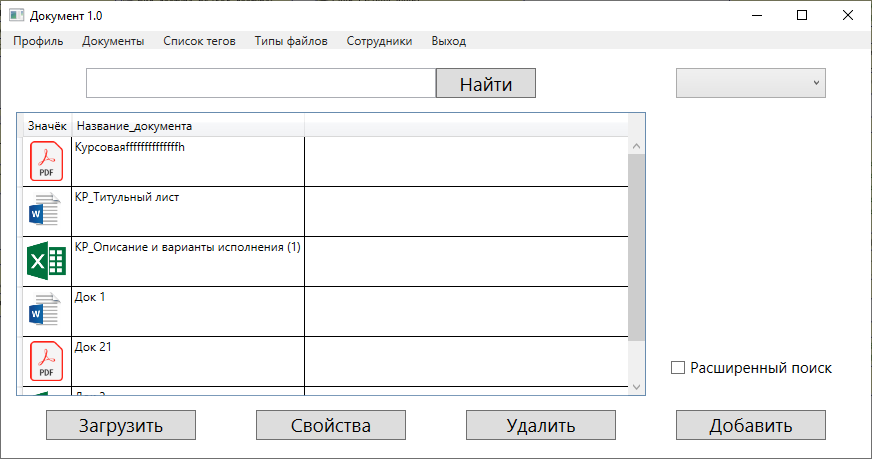 Документ 1.0
Профиль Документы Список тегов Типы файлов Сотрудники Выход
Найти
Значёк Название_документа
PDF Курсоваяffffffffffffffh
W КР_Титульный лист
X КР_Описание и варианты исполнения (1)
W Док 1
PDF Док 21
Расширенный поиск
Загрузить Свойства Удалить Добавить